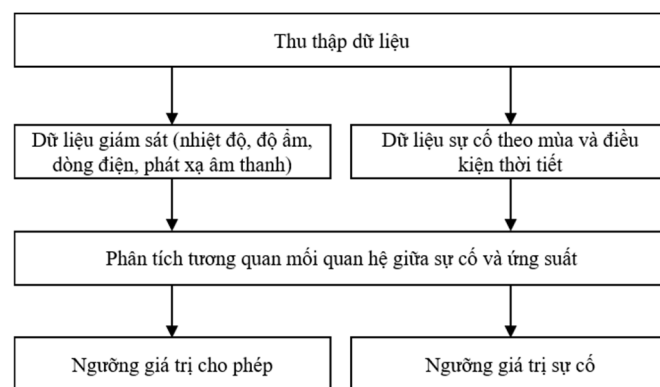 Thu thập dữ liệu
Dữ liệu giám sát (nhiệt độ, độ ẩm,
dòng điện, phát xạ âm thanh)
Dữ liệu sự cố theo mùa và điều
kiện thời tiết
Phân tích tương quan mối quan hệ giữa sự cố và ứng suất
Ngưỡng giá trị cho phép
Ngưỡng giá trị sự cố